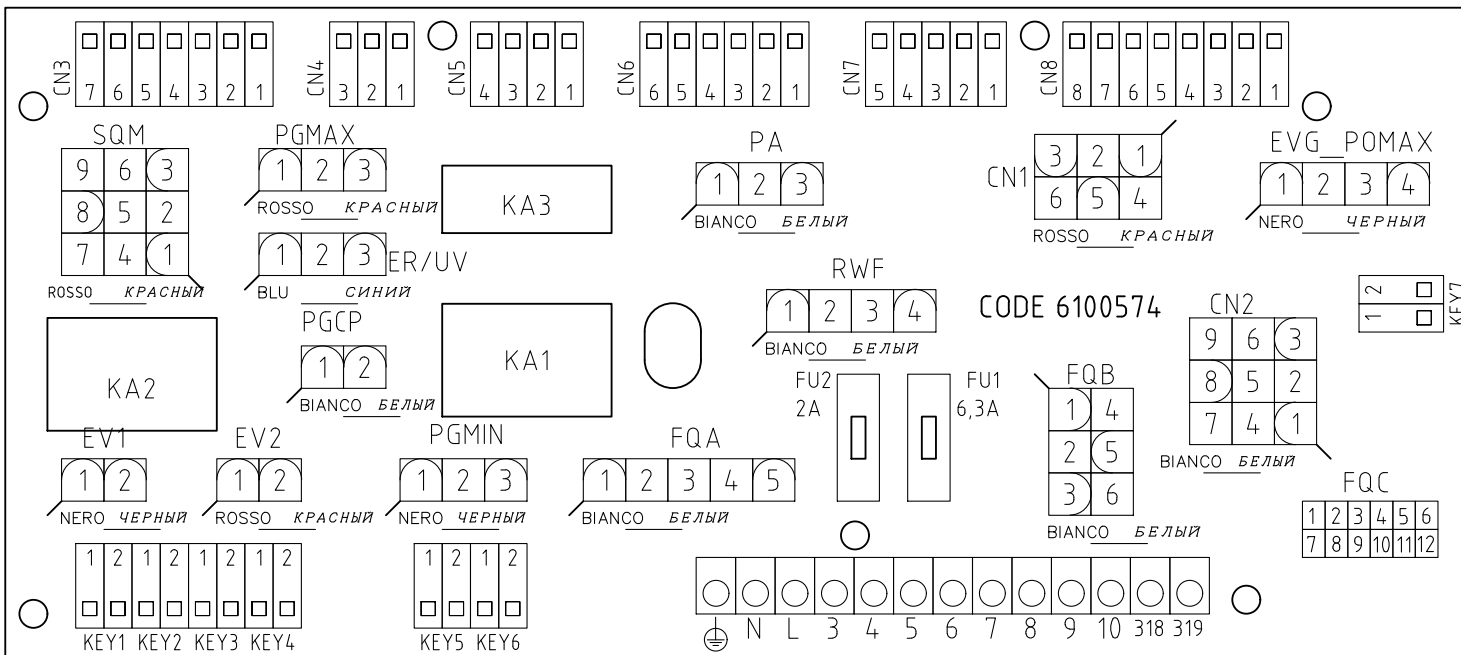 CN3 7 6 5 4 3 2 1
CN4 3 2 1
CN5 4 3 2 1
CN6 6 5 4 3 2 1
CN7 5 4 3 2 1
CN8 8 7 6 5 4 3 2 1
SQM
9 6 3
8 5 2
7 4 1
ROSSO КРАСНЫЙ
PGMAX
1 2 3
ROSSO КРАСНЫЙ
1 2 3 ER/UV
BLU СИНИЙ
KA3
PA
1 2 3
BIANCO БЕЛЫЙ
CN1
3 2 1
6 5 4
ROSSO КРАСНЫЙ
EVG_POMAX
1 2 3 4
NERO ЧЕРНЫЙ
KA2
PGCP
1 2
BIANCO БЕЛЫЙ
KA1
RWF
1 2 3 4
BIANCO БЕЛЫЙ
CODE 6100574
2
1
KEY7
CN2
9 6 3
8 5 2
7 4 1
BIANCO БЕЛЫЙ
FU2
2A
FU1
6,3A
FQB
1 4
2 5
3 6
BIANCO БЕЛЫЙ
EV1
1 2
NERO ЧЕРНЫЙ
EV2
1 2
ROSSO КРАСНЫЙ
PGMIN
1 2 3
NERO ЧЕРНЫЙ
FQA
1 2 3 4 5
BIANCO БЕЛЫЙ
FQC
1 2 3 4 5 6
7 8 9 10 11 12
1 2 1 2 1 2 1 2
KEY1 KEY2 KEY3 KEY4
1 2 1 2
KEY5 KEY6
N L 3 4 5 6 7 8 9 10 318 319